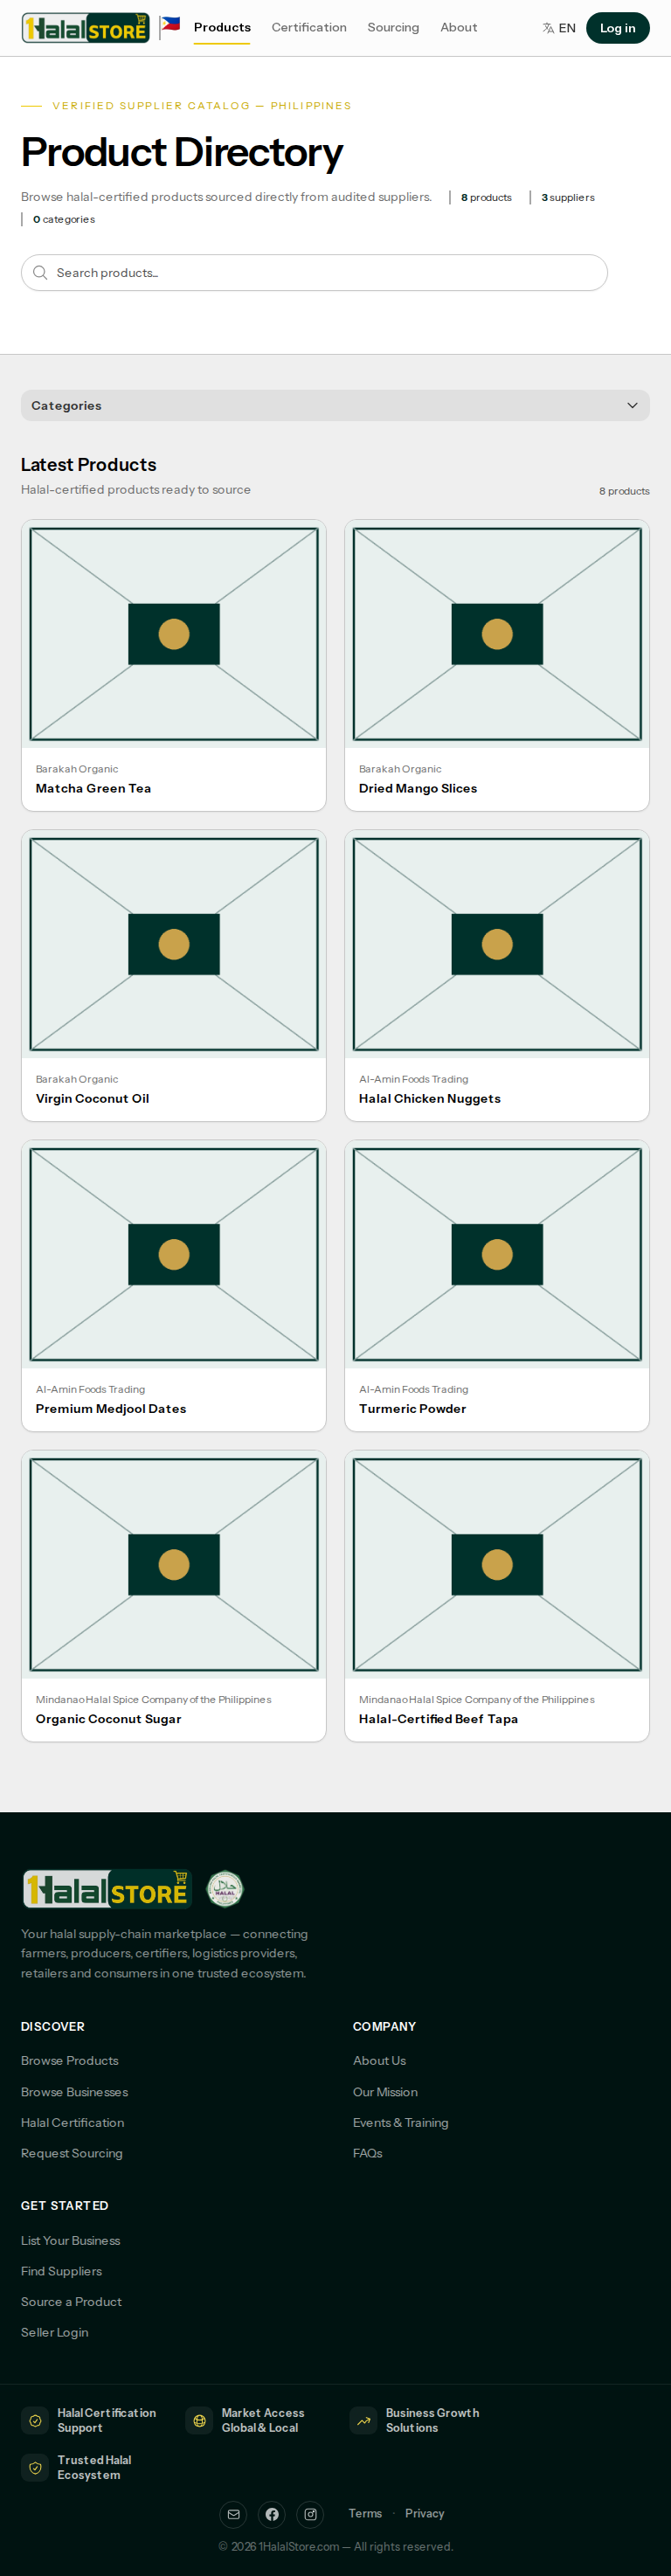 1Halal STORE
Products Certification Sourcing About EN Log in
VERIFIED SUPPLIER CATALOG — PHILIPPINES
Product Directory
Browse halal-certified products sourced directly from audited suppliers. 8 products 3 suppliers
0 categories
Search products...
Categories
Latest Products
Halal-certified products ready to source 8 products
Barakah Organic
Matcha Green Tea
Barakah Organic
Dried Mango Slices
Barakah Organic
Virgin Coconut Oil
Al-Amin Foods Trading
Halal Chicken Nuggets
Al-Amin Foods Trading
Premium Medjool Dates
Al-Amin Foods Trading
Turmeric Powder
Mindanao Halal Spice Company of the Philippines
Organic Coconut Sugar
Mindanao Halal Spice Company of the Philippines
Halal-Certified Beef Tapa
1Halal STORE
حلال
HALAL
Your halal supply-chain marketplace — connecting
farmers, producers, certifiers, logistics providers,
retailers and consumers in one trusted ecosystem.
DISCOVER
Browse Products
Browse Businesses
Halal Certification
Request Sourcing
COMPANY
About Us
Our Mission
Events & Training
FAQs
GET STARTED
List Your Business
Find Suppliers
Source a Product
Seller Login
Halal Certification
Support
Market Access
Global & Local
Business Growth
Solutions
Trusted Halal
Ecosystem
Terms · Privacy
© 2026 1HalalStore.com — All rights reserved.